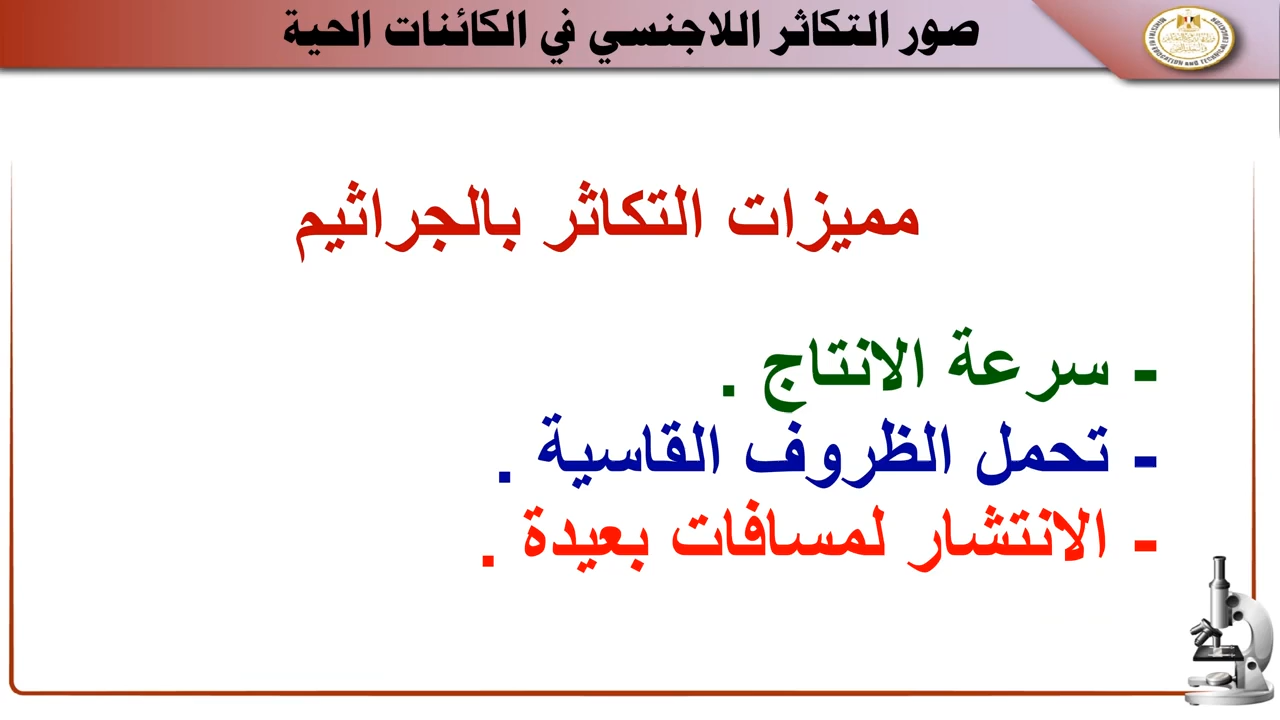 صور التكاثر اللاجنسي في الكائنات الحية
مميزات التكاثر بالجراثيم
- سرعة الانتاج .
- تحمل الظروف القاسية .
- الانتشار لمسافات بعيدة .